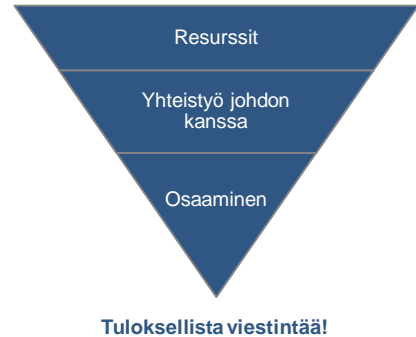 Resurssit
Yhteistyö johdon
kanssa
Osaaminen
Tuloksellista viestintää!